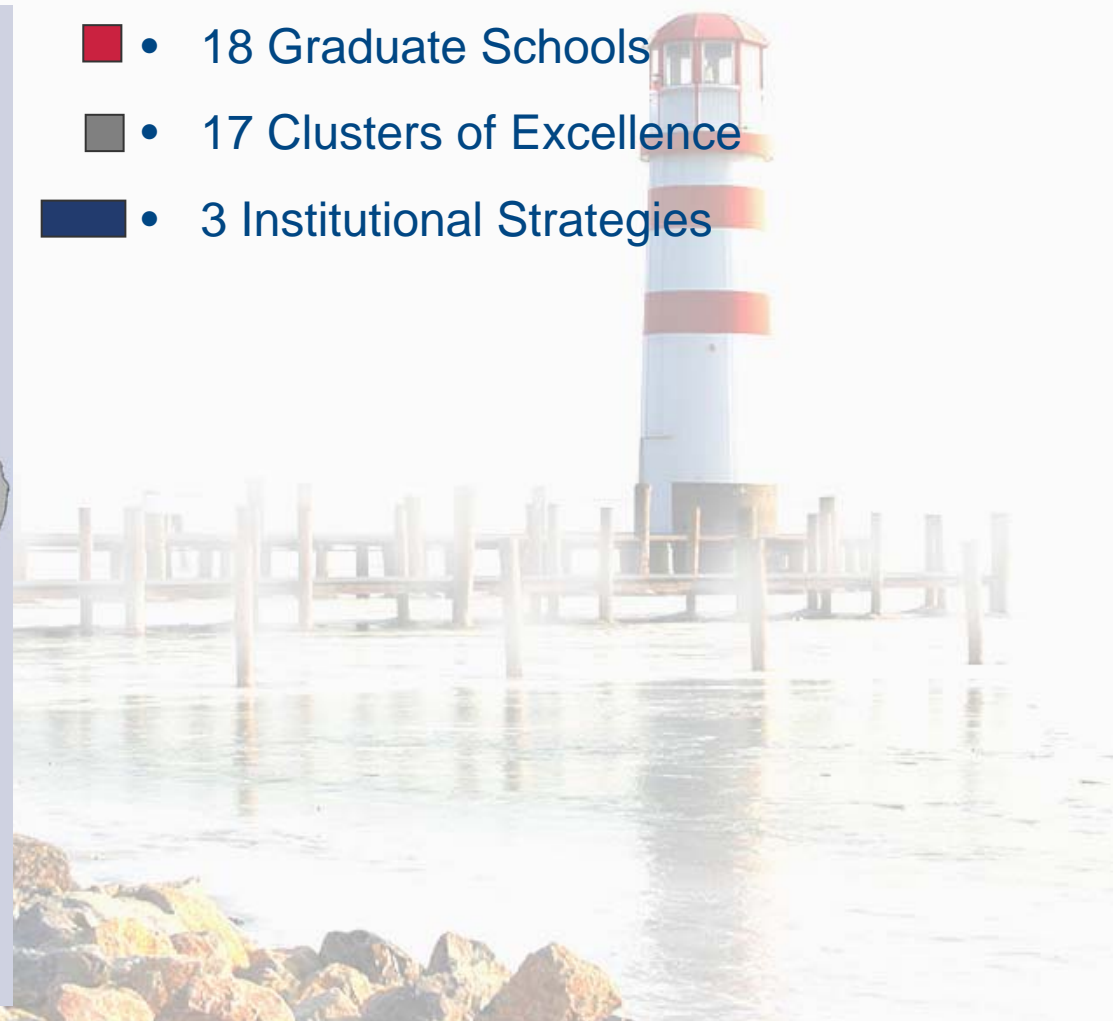 • 18 Graduate Schools
• 17 Clusters of Excellence
• 3 Institutional Strategies